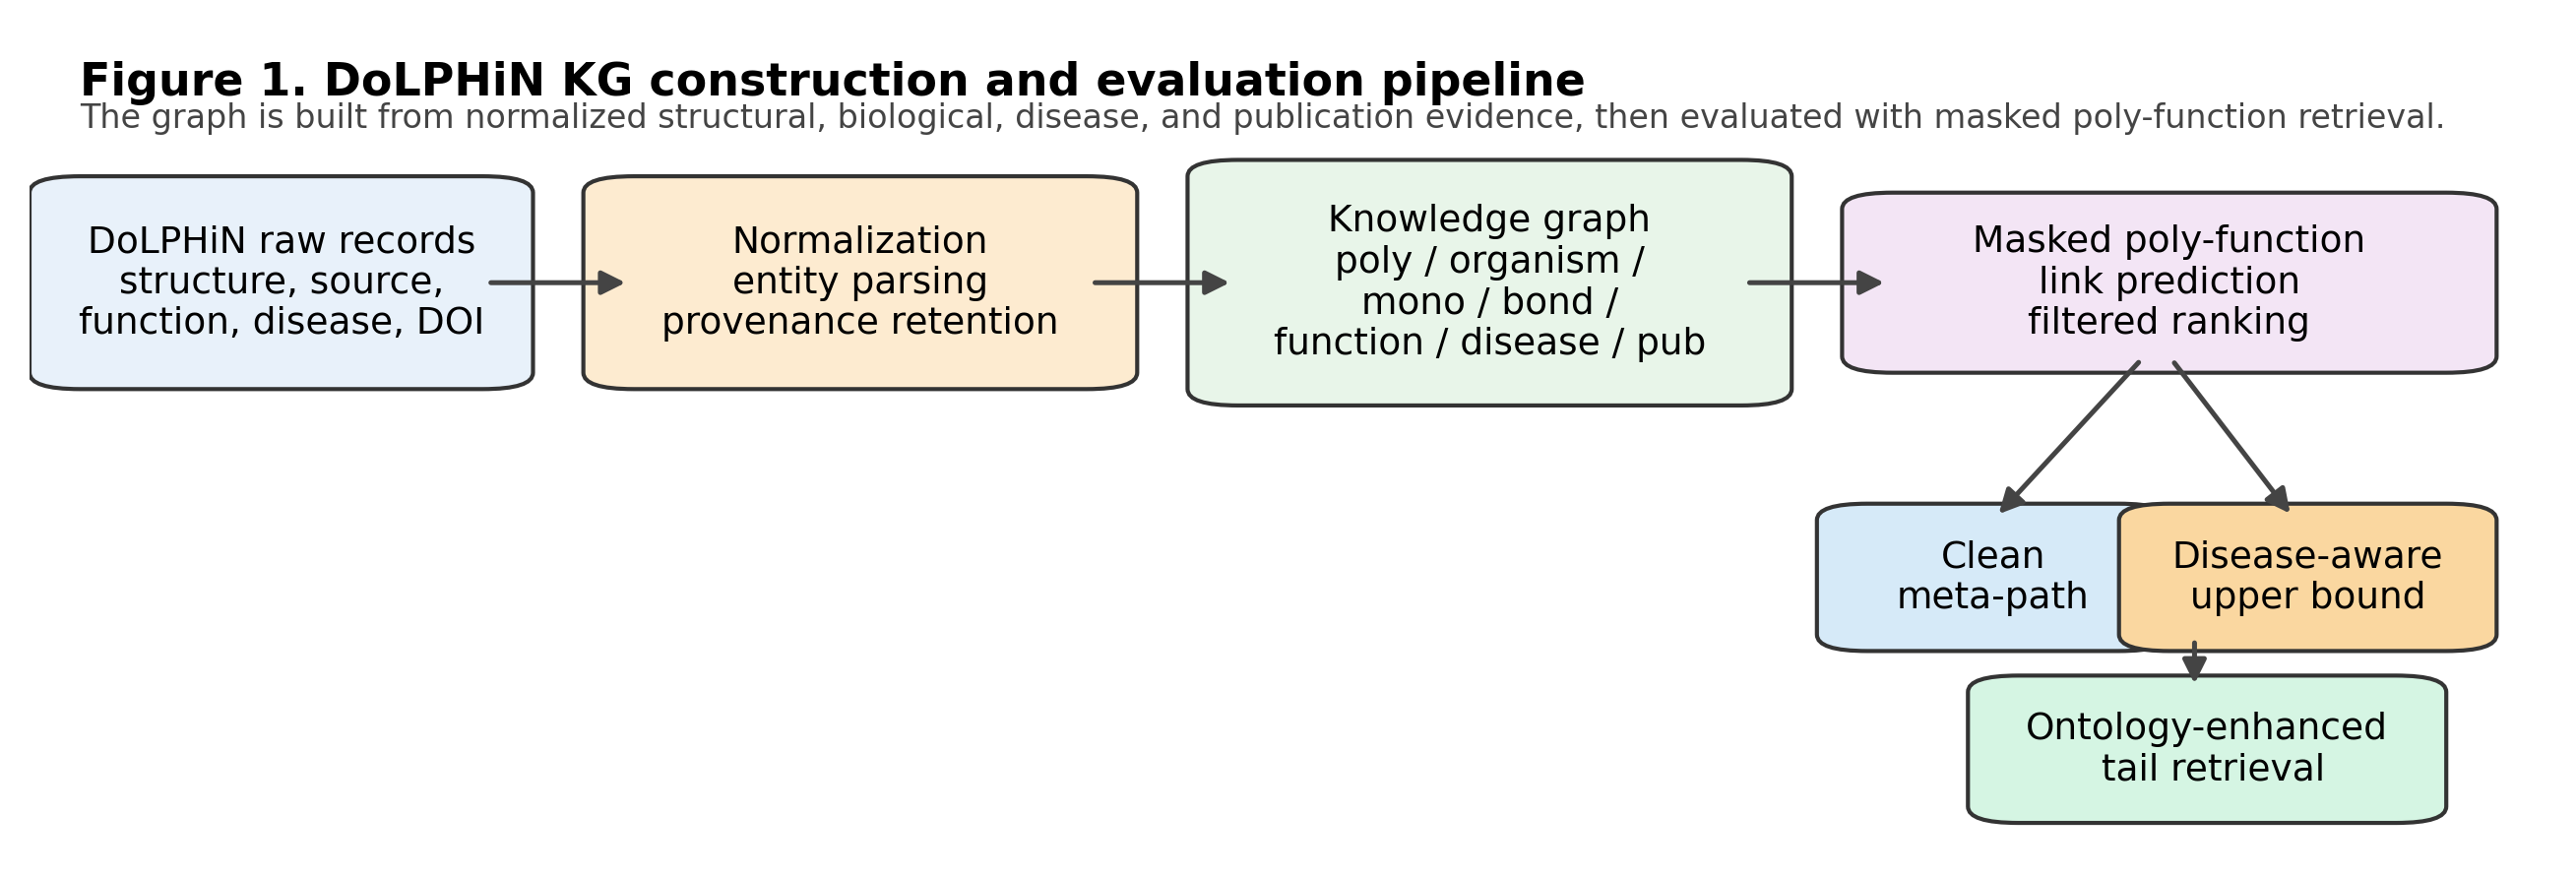 Figure 1. DoLPHiN KG construction and evaluation pipeline
The graph is built from normalized structural, biological, disease, and publication evidence, then evaluated with masked poly-function retrieval.
DoLPHiN raw records
structure, source,
function, disease, DOI
Normalization
entity parsing
provenance retention
Knowledge graph
poly / organism /
mono / bond /
function / disease / pub
Masked poly-function
link prediction
filtered ranking
Clean
meta-path
Disease-aware
upper bound
Ontology-enhanced
tail retrieval